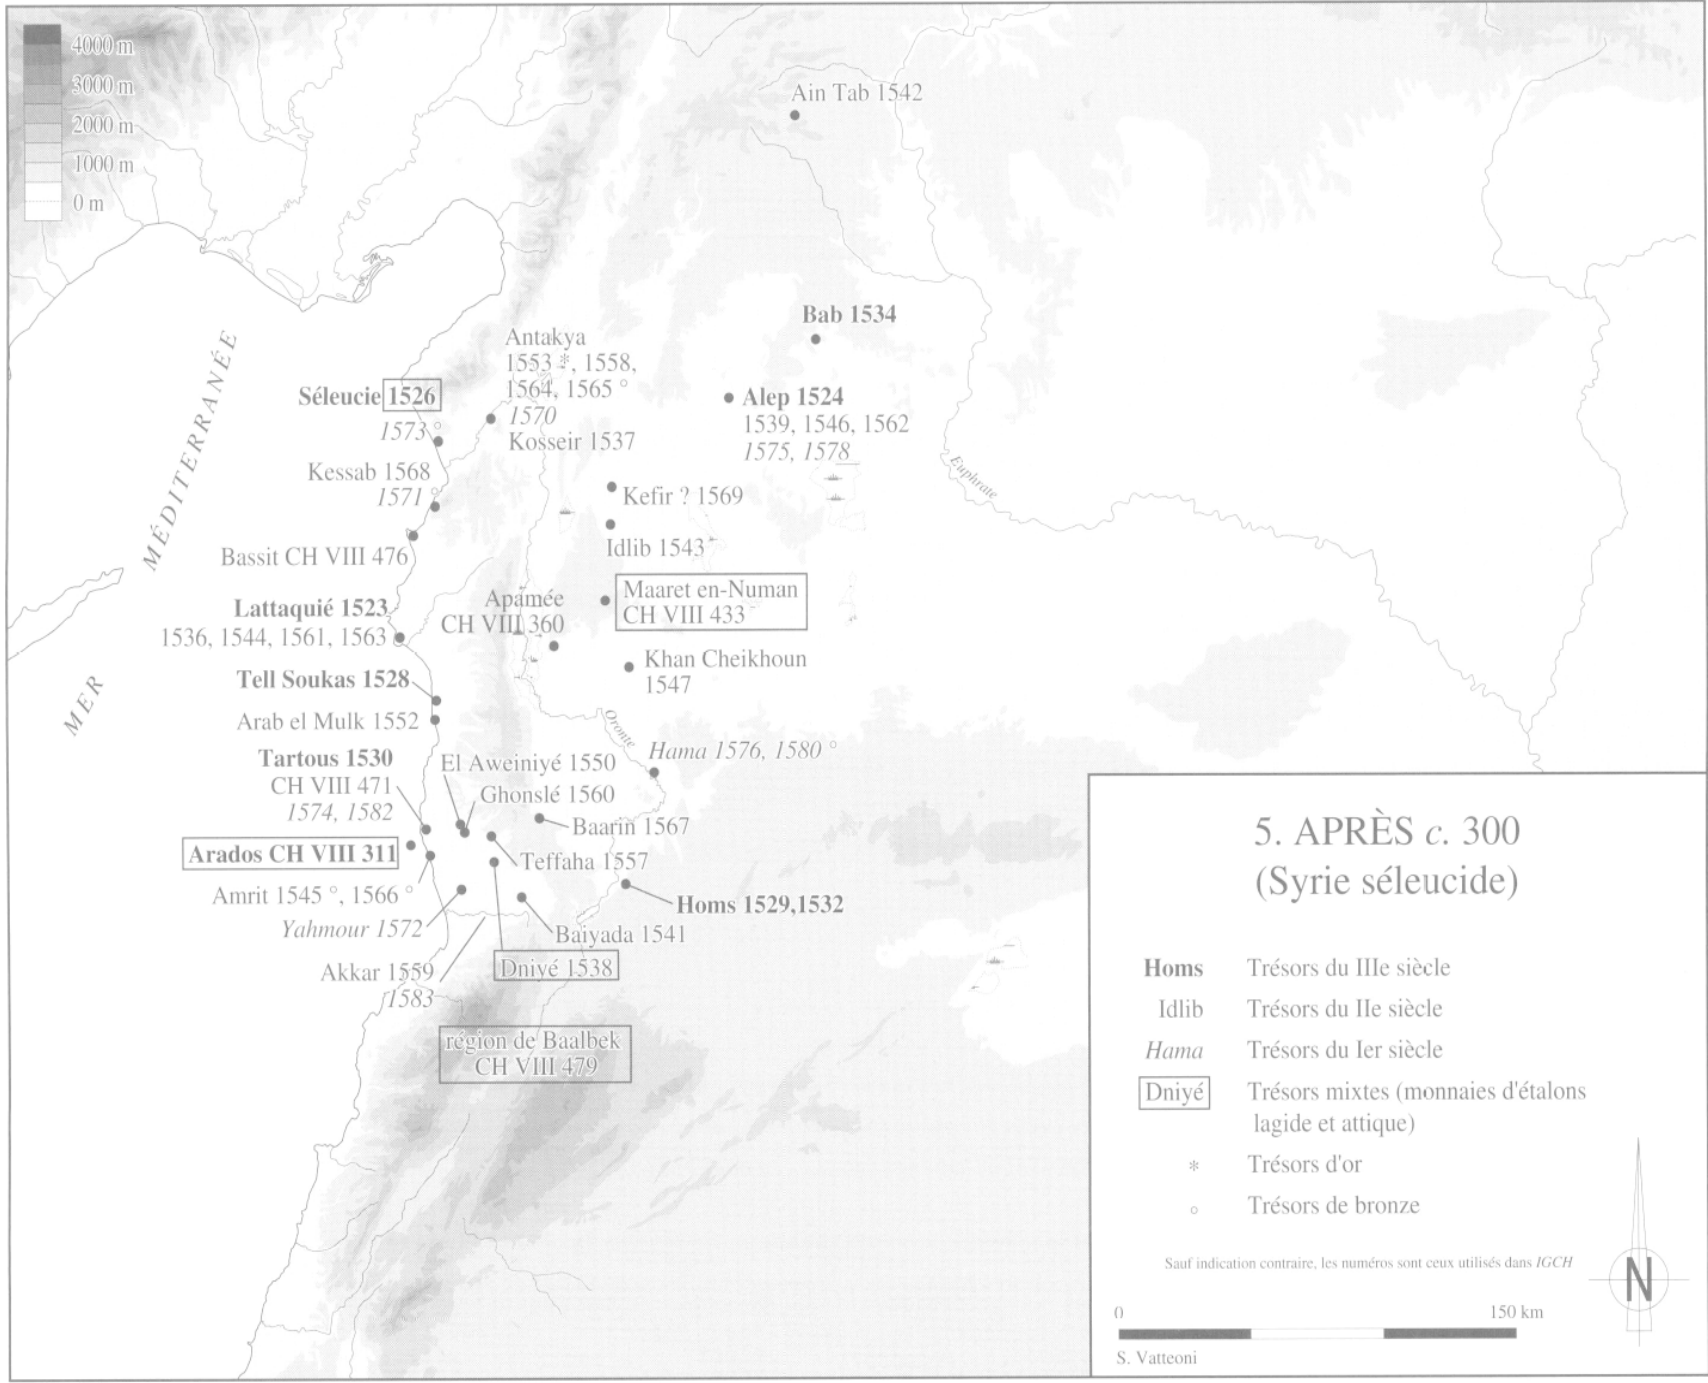 4000 m
3000 m
2000 m
1000 m
0 m
Ain Tab 1542
Bab 1534
Antakya
1553 *, 1558,
1564, 1565 °
1570
Kosseir 1537
Séleucie 1526
1573 °
Alep 1524
1539, 1546, 1562
1575, 1578
Kessab 1568
1571 °
Kefir ? 1569
Idlib 1543
Bassit CH VIII 476
MER MÉDITERRANÉE
Euphrate
Maaret en-Numan
CH VIII 433
Apamée
CH VIII 360
Lattaquié 1523
1536, 1544, 1561, 1563 °
Khan Cheikhoun
1547
Tell Soukas 1528
Arab el Mulk 1552
Oronte
Hama 1576, 1580 °
Tartous 1530
CH VIII 471
1574, 1582
El Aweiniyé 1550
Ghonslé 1560
Baarin 1567
Arados CH VIII 311
Teffaha 1557
Amrit 1545 °, 1566 °
Homs 1529,1532
Yahmour 1572
Baiyada 1541
Akkar 1559
1583
Dniyé 1538
région de Baalbek
CH VIII 479
5. APRÈS c. 300
(Syrie séleucide)
Homs Trésors du IIIe siècle
Idlib Trésors du IIe siècle
Hama Trésors du Ier siècle
Dniyé Trésors mixtes (monnaies d'étalons
lagide et attique)
* Trésors d'or
° Trésors de bronze
Sauf indication contraire, les numéros sont ceux utilisés dans IGCH
0 150 km
S. Vatteoni
N